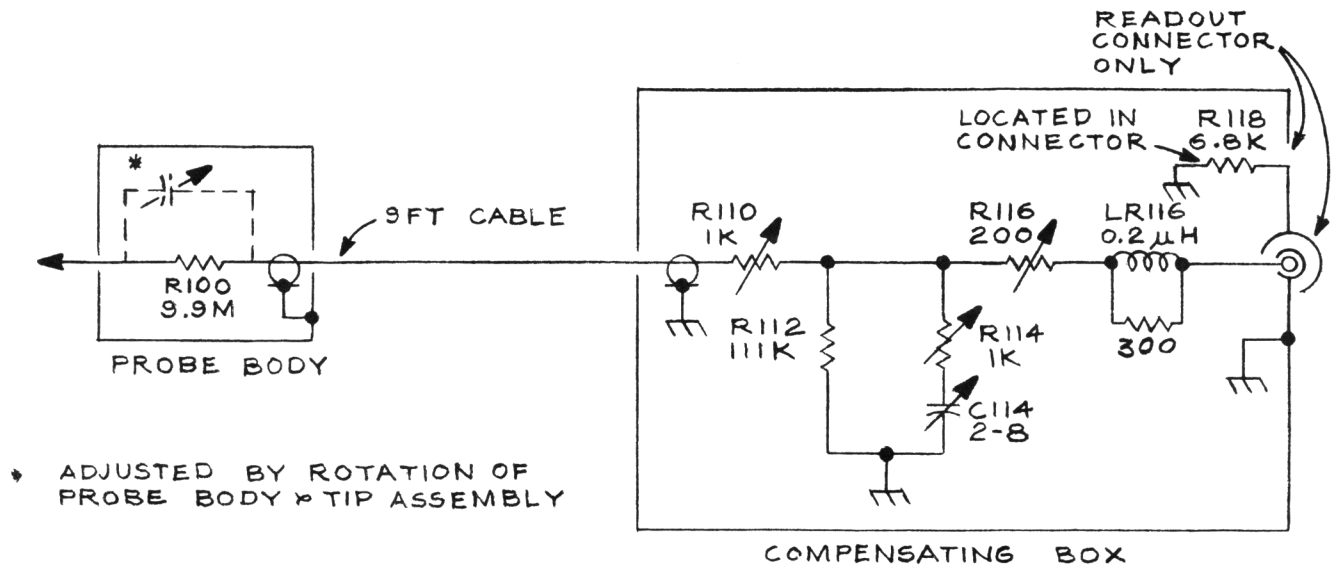 READOUT
CONNECTOR
ONLY
LOCATED IN
CONNECTOR
R118
6.8K
*
9FT CABLE
R110
1K
R116
200
LR116
0.2 µH
R100
9.9M
R112
111K
R114
1K
300
PROBE BODY
C114
2-8
* ADJUSTED BY ROTATION OF
PROBE BODY & TIP ASSEMBLY
COMPENSATING BOX